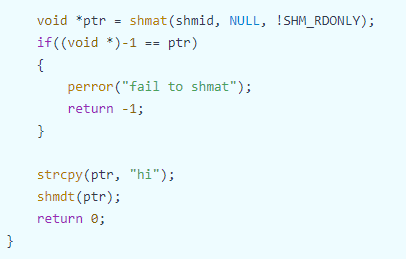 void *ptr = shmat(shmid, NULL, !SHM_RDONLY);
if((void *)-1 == ptr)
{
perror("fail to shmat");
return -1;
}
strcpy(ptr, "hi");
shmdt(ptr);
return 0;
}